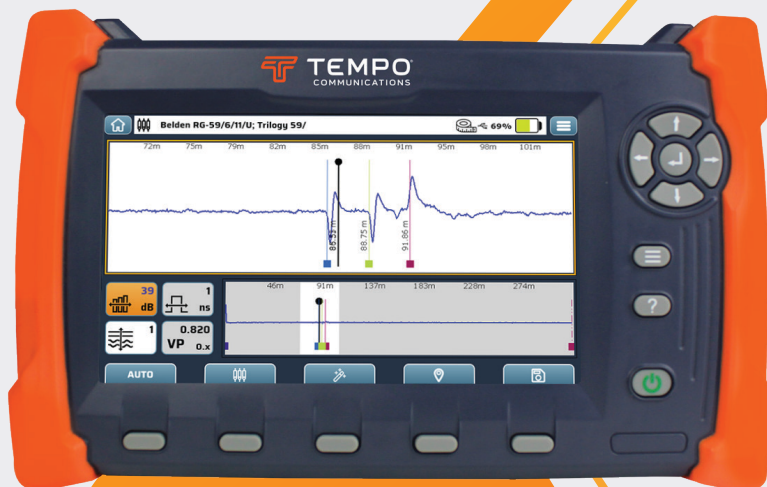 TEMPO
COMMUNICATIONS
Belden RG-59/6/11/U; Trilogy 59/
69%
72m 75m 79m 82m 85m 88m 91m 95m 98m 101m
88.75 m
91.86 m
46m 91m 137m 183m 228m 274m
39
dB
1
ns
1
0.820
VP 0.x
AUTO
?